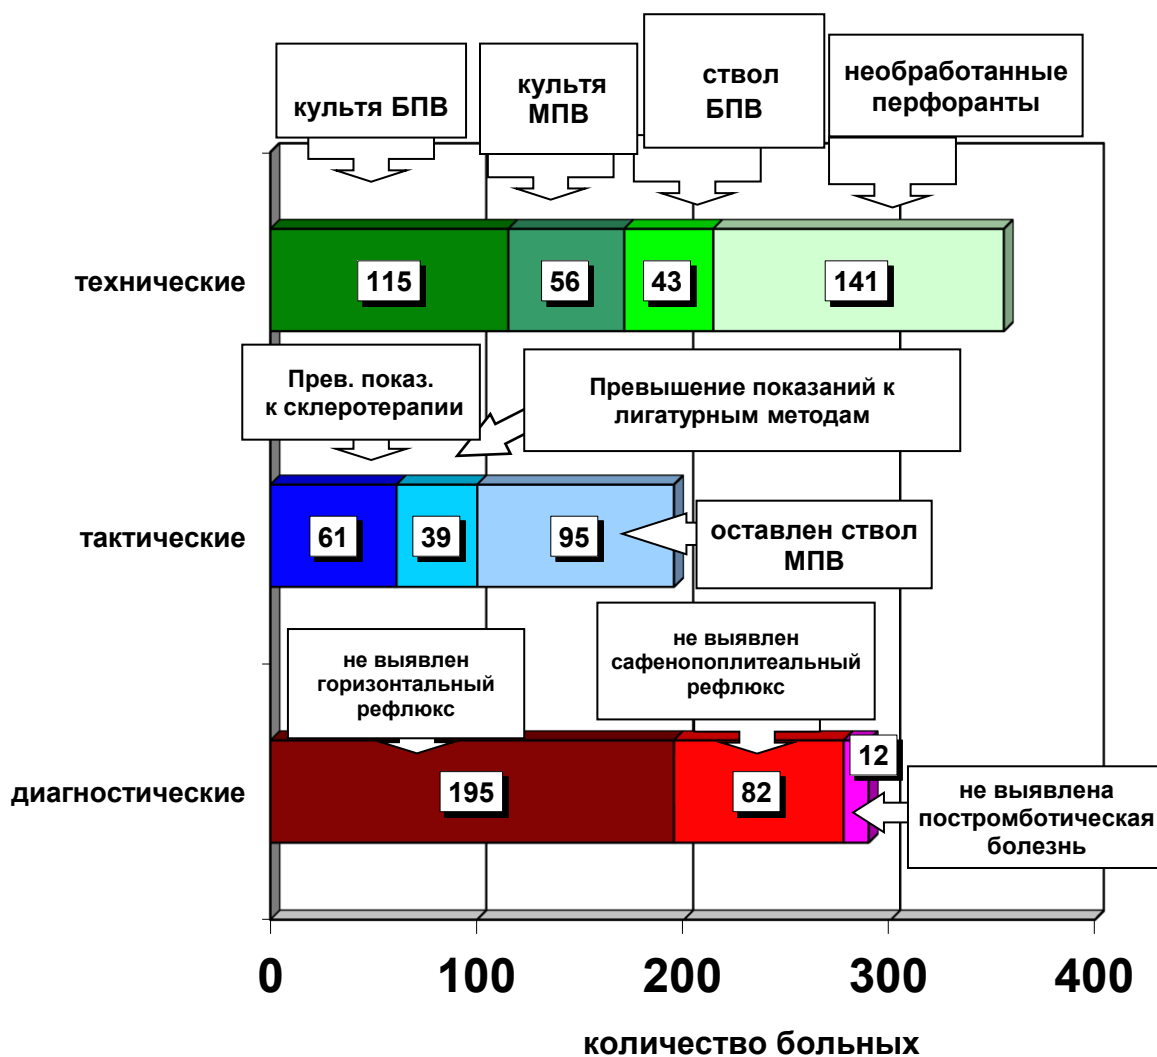 культя БПВ
культя
МПВ
ствол
БПВ
необработанные
перфоранты
технические
115
56
43
141
Прев. показ.
к склеротерапии
Превышение показаний к
лигатурным методам
тактические
61
39
95
оставлен ствол
МПВ
не выявлен
горизонтальный
рефлюкс
не выявлен
сафенопоплитеальный
рефлюкс
диагностические
195
82
12
не выявлена
постромботическая
болезнь
0
100
200
300
400
количество больных